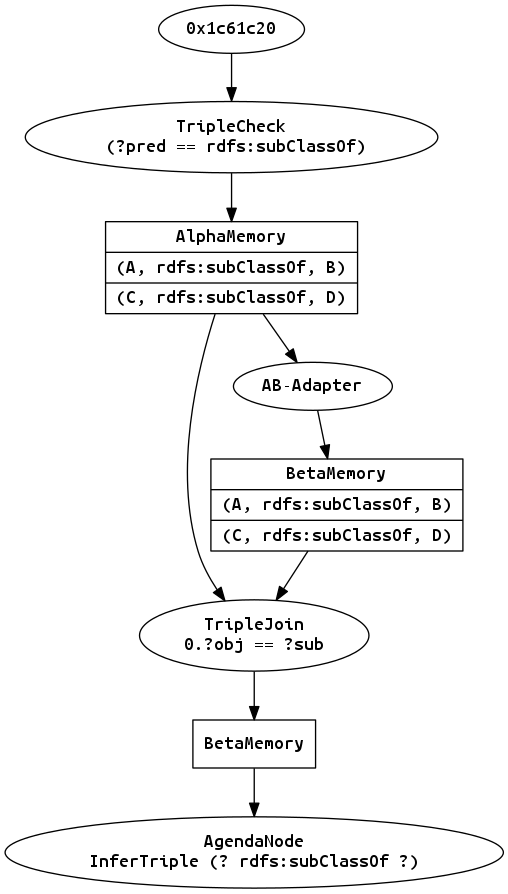 0x1c61c20
TripleCheck
(?pred == rdfs:subClassOf)
AlphaMemory
(A, rdfs:subClassOf, B)
(C, rdfs:subClassOf, D)
AB-Adapter
BetaMemory
(A, rdfs:subClassOf, B)
(C, rdfs:subClassOf, D)
TripleJoin
0.?obj == ?sub
BetaMemory
AgendaNode
InferTriple (? rdfs:subClassOf ?)